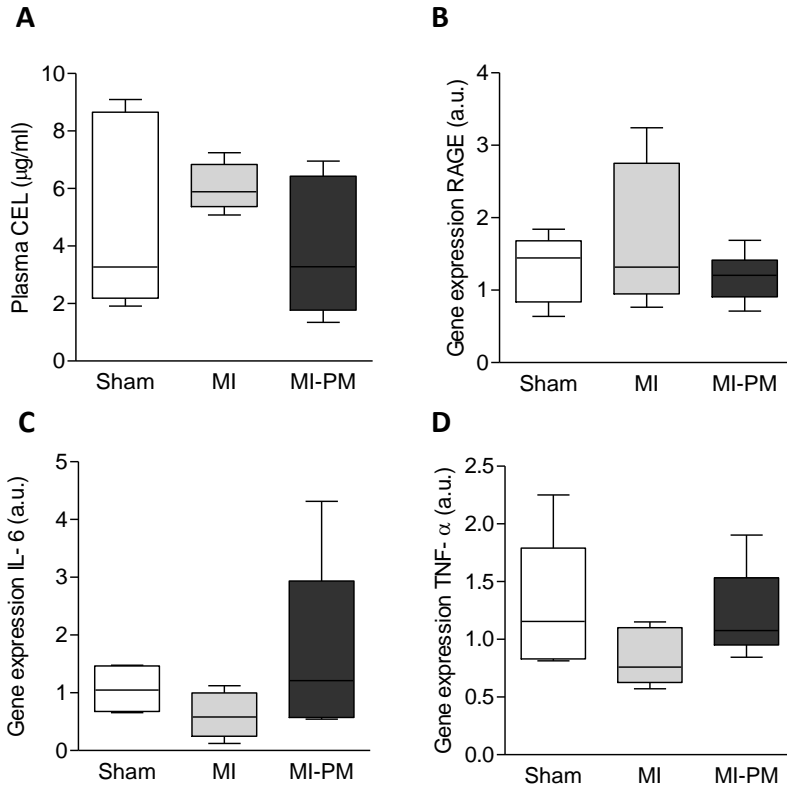 A
Plasma CEL (μg/ml)
10
8
6
4
2
0
Sham MI MI-PM
B
Gene expression RAGE (a.u.)
4
3
2
1
0
Sham MI MI-PM
C
Gene expression IL- 6 (a.u.)
5
4
3
2
1
0
Sham MI MI-PM
D
Gene expression TNF- α (a.u.)
2.5
2.0
1.5
1.0
0.5
0.0
Sham MI MI-PM